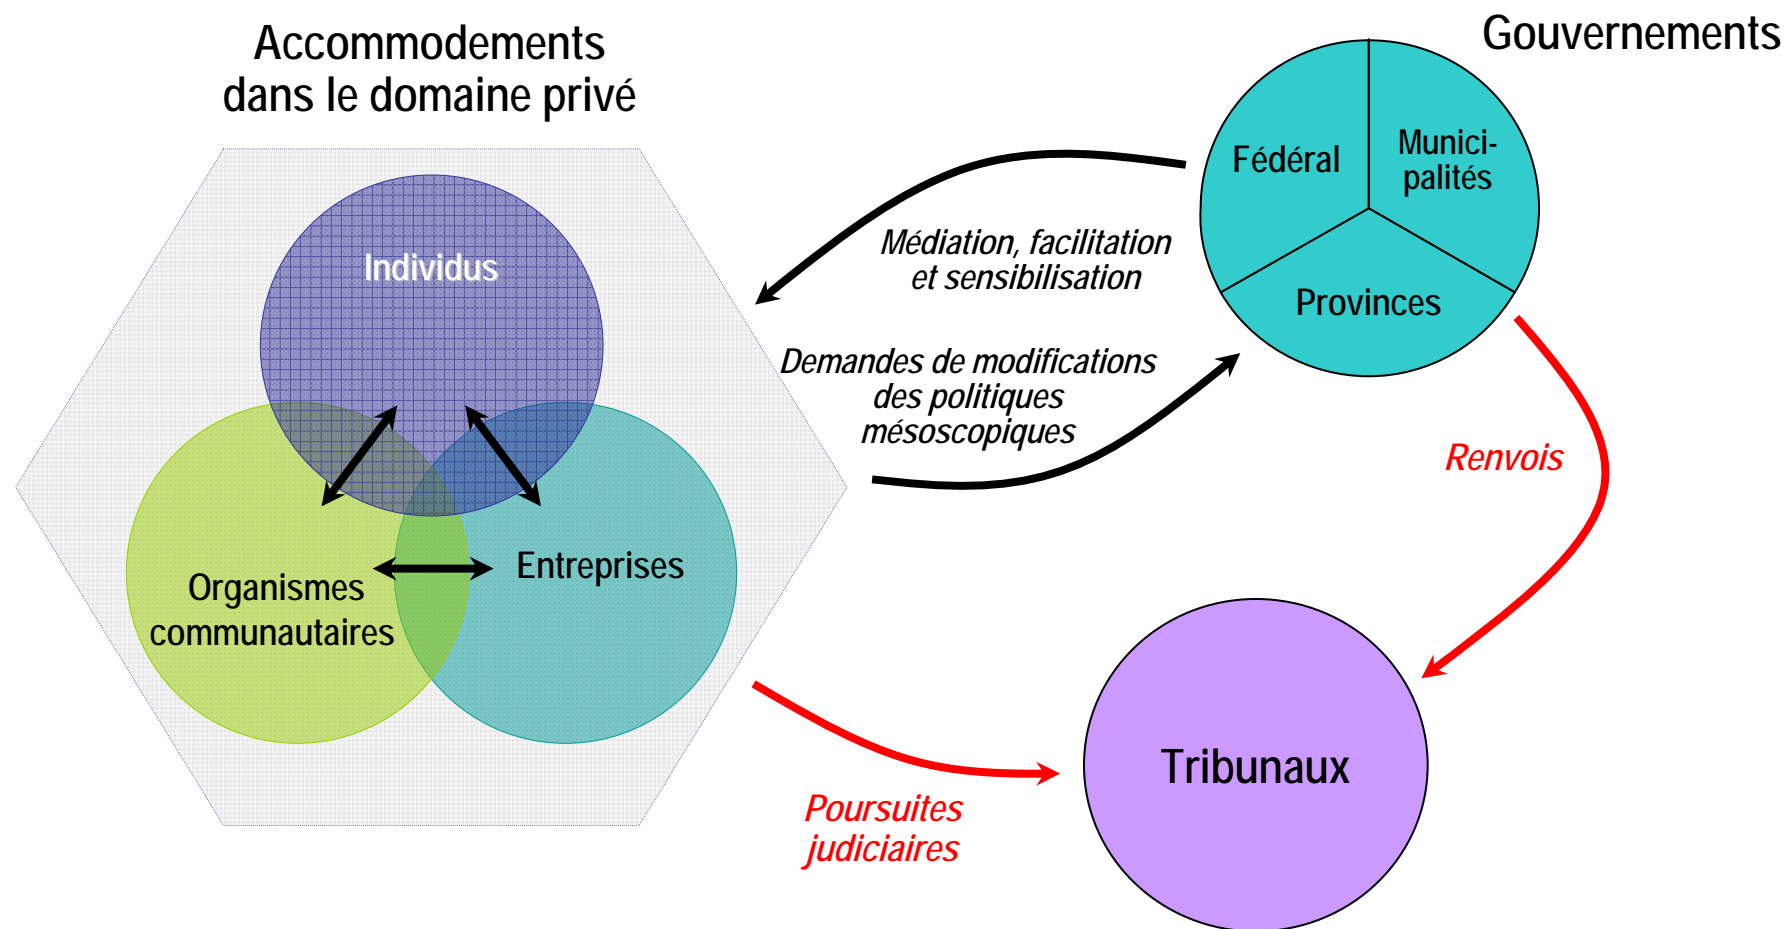 Accommodements
dans le domaine privé
Gouvernements
Fédéral
Munici-
palités
Provinces
Individus
Organismes
communautaires
Entreprises
Médiation, facilitation
et sensibilisation
Demandes de modifications
des politiques
mésoscopiques
Renvois
Poursuites
judiciaires
Tribunaux